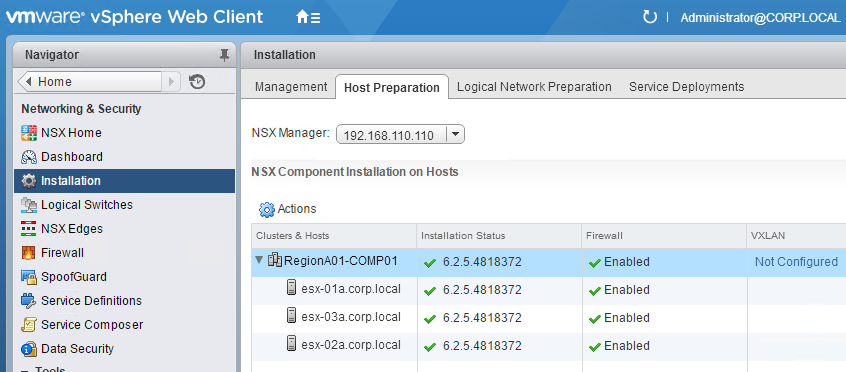 vmware® vSphere Web Client
Administrator@CORP.LOCAL
Navigator
Home
Networking & Security
NSX Home
Dashboard
Installation
Logical Switches
NSX Edges
Firewall
SpoofGuard
Service Definitions
Service Composer
Data Security
Tools
Installation
Management Host Preparation Logical Network Preparation Service Deployments
NSX Manager: 192.168.110.110
NSX Component Installation on Hosts
Actions
Clusters & Hosts Installation Status Firewall VXLAN
RegionA01-COMP01 6.2.5.4818372 Enabled Not Configured
esx-01a.corp.local 6.2.5.4818372 Enabled
esx-03a.corp.local 6.2.5.4818372 Enabled
esx-02a.corp.local 6.2.5.4818372 Enabled